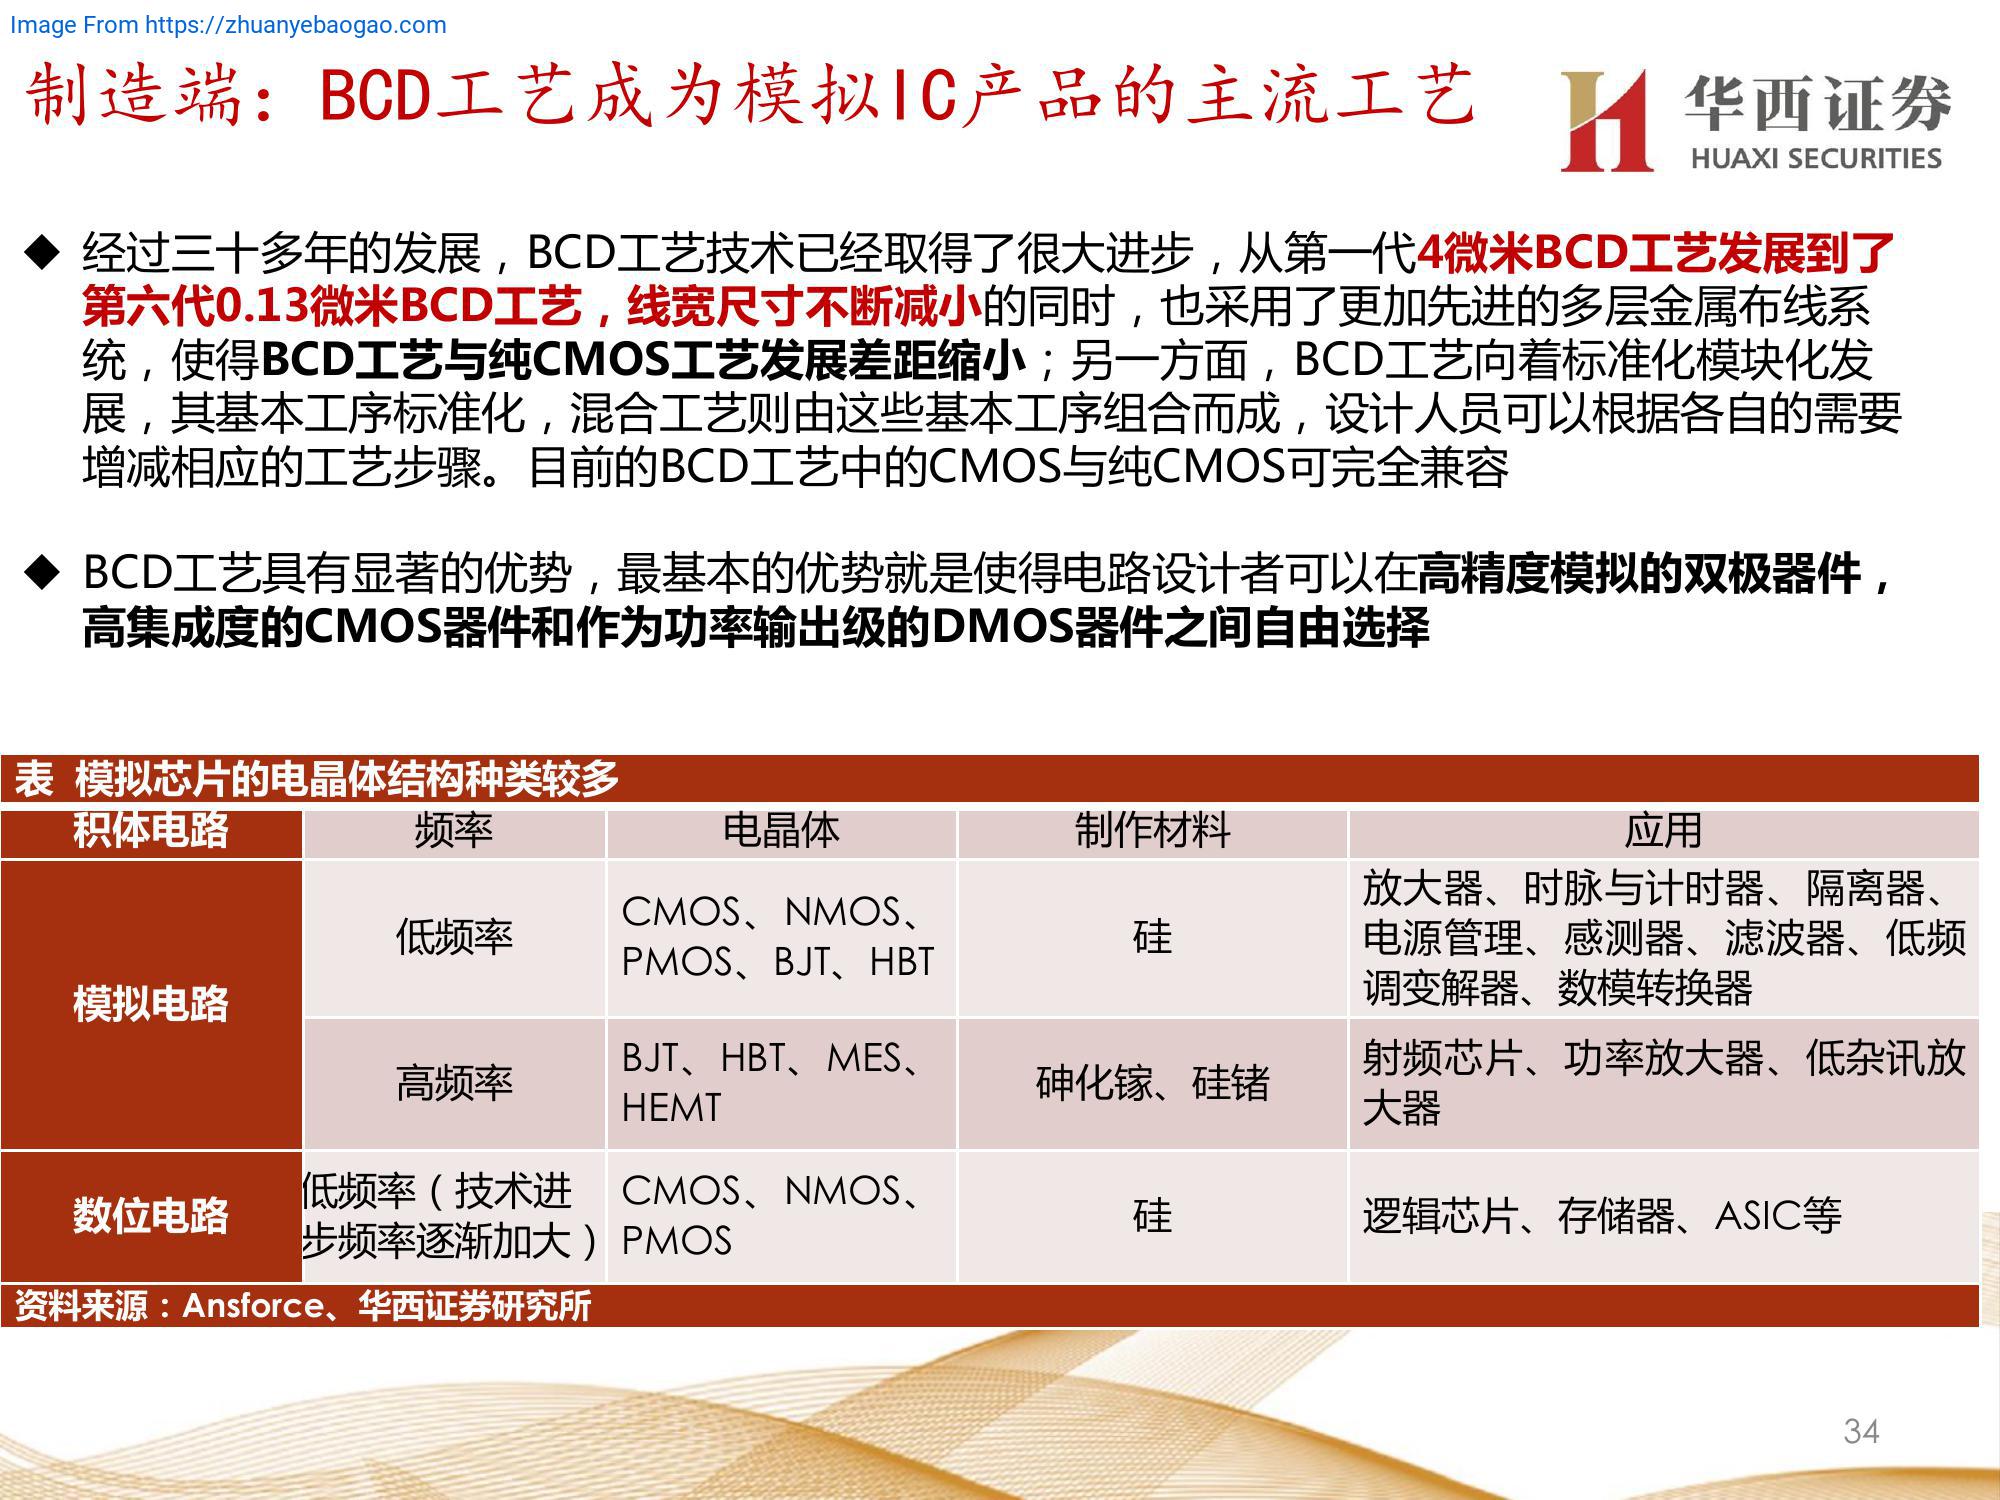 Image From https://zhuanyebaogao.com
制造端：BCD工艺成为模拟IC产品的主流工艺
华西证券
HUAXI SECURITIES
◆ 经过三十多年的发展，BCD工艺技术已经取得了很大进步，从第一代4微米BCD工艺发展到了
第六代0.13微米BCD工艺，线宽尺寸不断减小的同时，也采用了更加先进的多层金属布线系
统，使得BCD工艺与纯CMOS工艺发展差距缩小；另一方面，BCD工艺向着标准化模块化发
展，其基本工序标准化，混合工艺则由这些基本工序组合而成，设计人员可以根据各自的需要
增减相应的工艺步骤。目前的BCD工艺中的CMOS与纯CMOS可完全兼容
◆ BCD工艺具有显著的优势，最基本的优势就是使得电路设计者可以在高精度模拟的双极器件，
高集成度的CMOS器件和作为功率输出级的DMOS器件之间自由选择
表 模拟芯片的电晶体结构种类较多
积体电路 频率 电晶体 制作材料 应用
模拟电路
低频率
CMOS、NMOS、
PMOS、BJT、HBT
硅
放大器、时脉与计时器、隔离器、
电源管理、感测器、滤波器、低频
调变解器、数模转换器
高频率
BJT、HBT、MES、
HEMT
砷化镓、硅锗
射频芯片、功率放大器、低杂讯放
大器
数位电路
低频率（技术进
步频率逐渐加大）
CMOS、NMOS、
PMOS
硅
逻辑芯片、存储器、ASIC等
资料来源：Ansforce、华西证券研究所
34